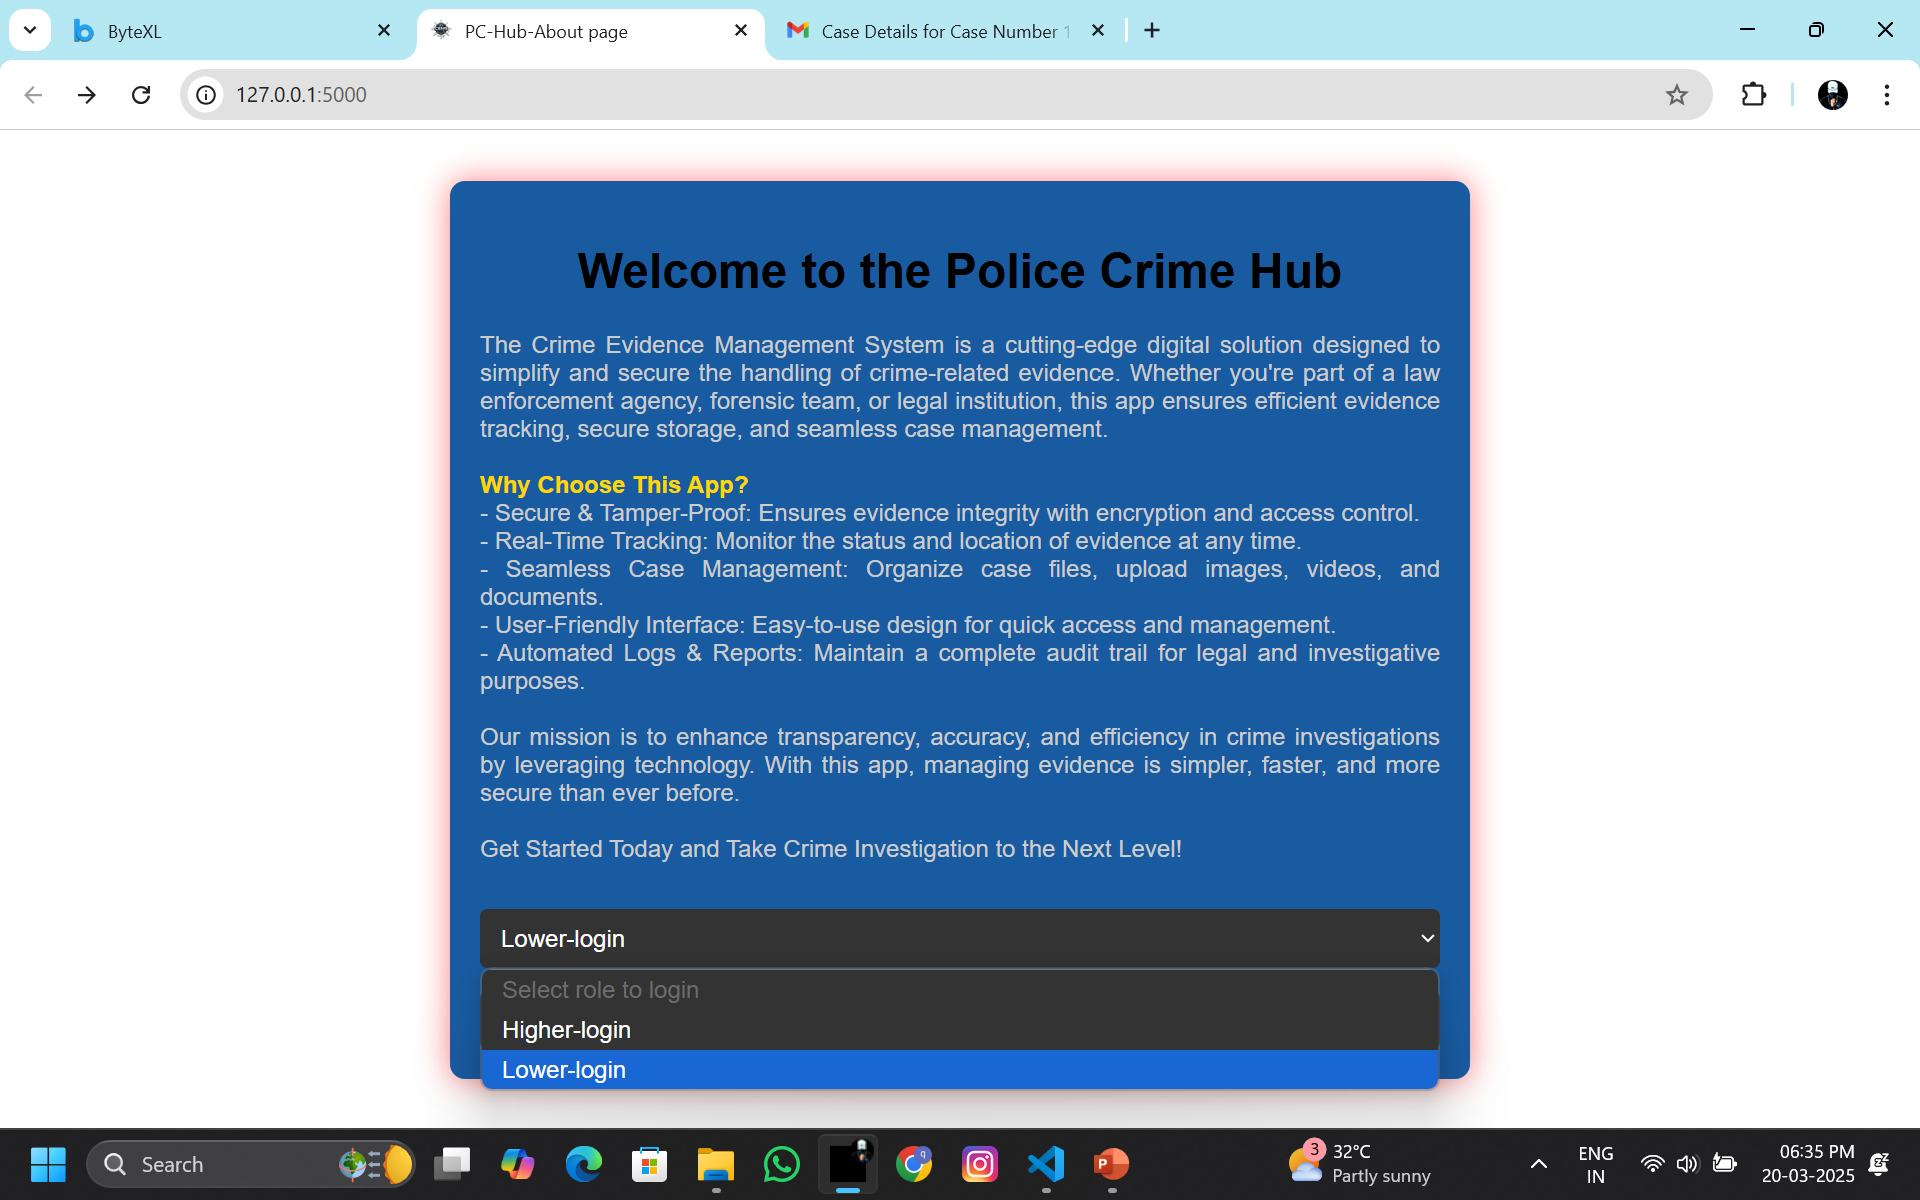 ByteXL
PC-Hub-About page
Case Details for Case Number 1
127.0.0.1:5000
Welcome to the Police Crime Hub
The Crime Evidence Management System is a cutting-edge digital solution designed to
simplify and secure the handling of crime-related evidence. Whether you're part of a law
enforcement agency, forensic team, or legal institution, this app ensures efficient evidence
tracking, secure storage, and seamless case management.
Why Choose This App?
- Secure & Tamper-Proof: Ensures evidence integrity with encryption and access control.
- Real-Time Tracking: Monitor the status and location of evidence at any time.
- Seamless Case Management: Organize case files, upload images, videos, and
documents.
- User-Friendly Interface: Easy-to-use design for quick access and management.
- Automated Logs & Reports: Maintain a complete audit trail for legal and investigative
purposes.
Our mission is to enhance transparency, accuracy, and efficiency in crime investigations
by leveraging technology. With this app, managing evidence is simpler, faster, and more
secure than ever before.
Get Started Today and Take Crime Investigation to the Next Level!
Lower-login
Select role to login
Higher-login
Lower-login
Search
3
32°C
Partly sunny
ENG
IN
06:35 PM
20-03-2025